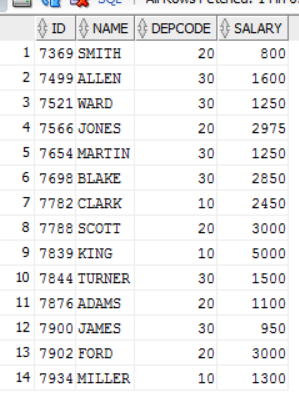 SQL | All Rows Fetched: 14 in 0
ID NAME DEPCODE SALARY
1 7369 SMITH 20 800
2 7499 ALLEN 30 1600
3 7521 WARD 30 1250
4 7566 JONES 20 2975
5 7654 MARTIN 30 1250
6 7698 BLAKE 30 2850
7 7782 CLARK 10 2450
8 7788 SCOTT 20 3000
9 7839 KING 10 5000
10 7844 TURNER 30 1500
11 7876 ADAMS 20 1100
12 7900 JAMES 30 950
13 7902 FORD 20 3000
14 7934 MILLER 10 1300